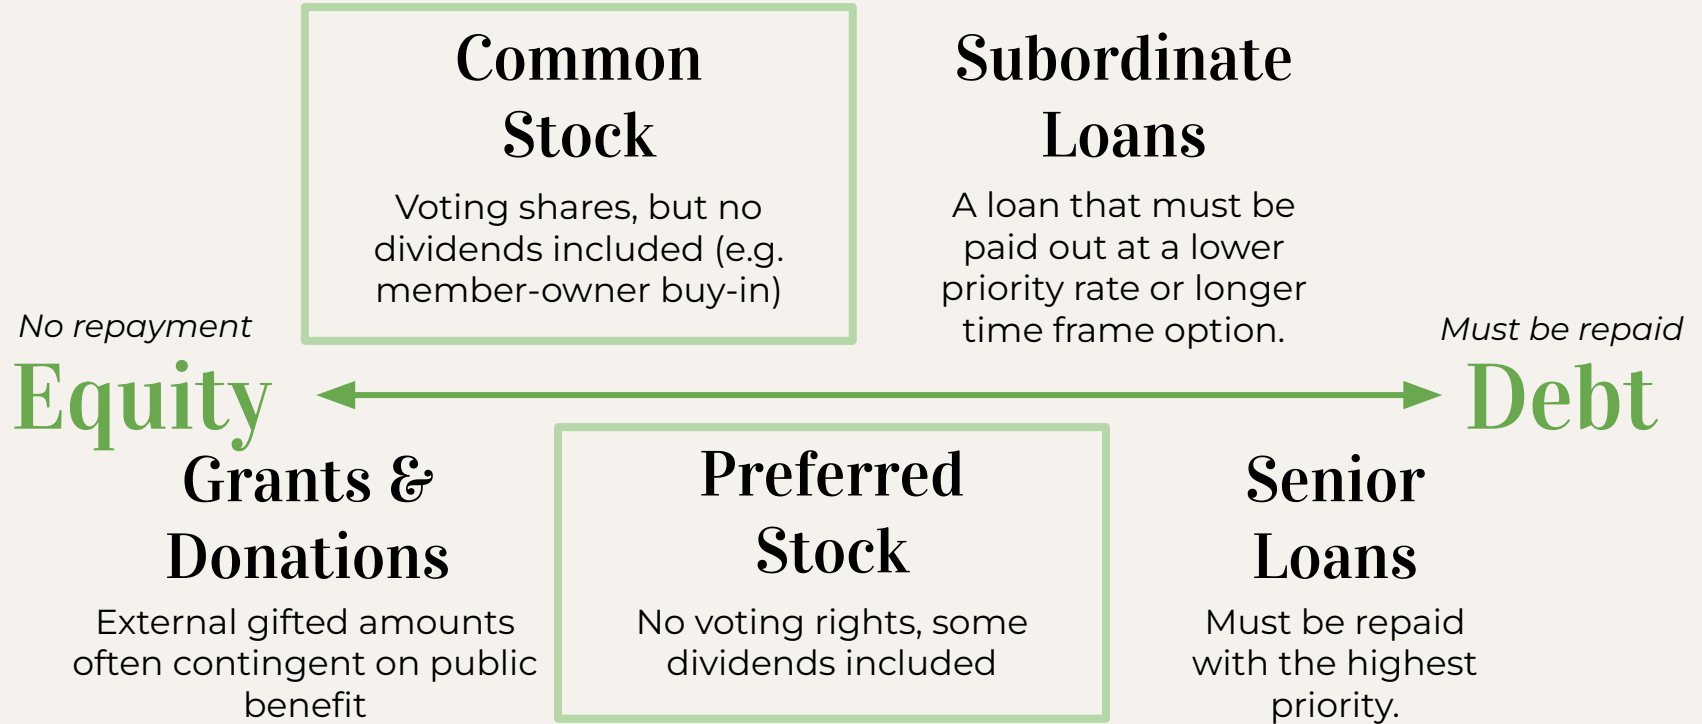 Common
Stock
Voting shares, but no
dividends included (e.g.
member-owner buy-in)
Subordinate
Loans
A loan that must be
paid out at a lower
priority rate or longer
time frame option.
No repayment
Equity
Must be repaid
Debt
Grants &
Donations
External gifted amounts
often contingent on public
benefit
Preferred
Stock
No voting rights, some
dividends included
Senior
Loans
Must be repaid
with the highest
priority.